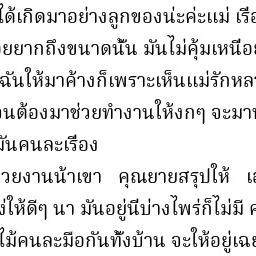 ได้เกิดมาอย่างลูกของน่ะค่ะแม่ เรื
ยยากถึงขนาดนั้น มันไม่คุ้มเหนื่อ
ฉันให้มาค้างก็เพราะเห็นแม่รักหล
นต้องมาช่วยทำงานให้งกๆ จะมา
มันคนละเรื่อง
วยงานน้าเขา คุณยายสรุปให้
ให้ดีๆ นา มันอยู่นี่บ่างไพร่ก็ไม่มี
ไม้คนละมือกันทั้งบ้าน จะให้อยู่เฉย